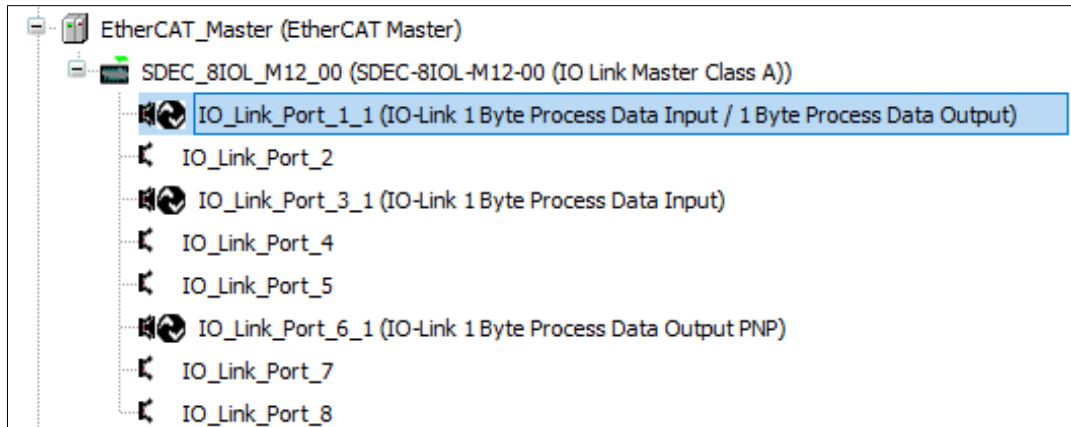 EtherCAT_Master (EtherCAT Master)
SDEC_8IOL_M12_00 (SDEC-8IOL-M12-00 (IO Link Master Class A))
IO_Link_Port_1_1 (IO-Link 1 Byte Process Data Input / 1 Byte Process Data Output)
IO_Link_Port_2
IO_Link_Port_3_1 (IO-Link 1 Byte Process Data Input)
IO_Link_Port_4
IO_Link_Port_5
IO_Link_Port_6_1 (IO-Link 1 Byte Process Data Output PNP)
IO_Link_Port_7
IO_Link_Port_8